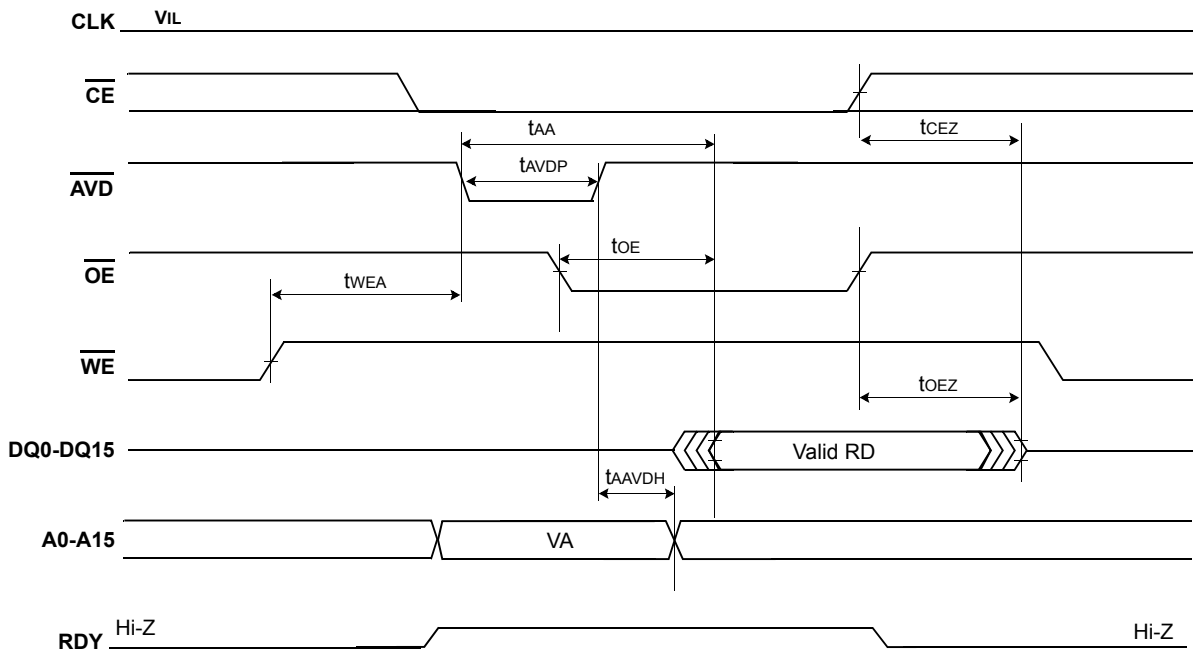 CLK VIL
CE
tAA
tCEZ
AVD
tAVDP
OE
tOE
tWEA
WE
tOEZ
DQ0-DQ15
Valid RD
tAAVDH
A0-A15
VA
RDY
Hi-Z
Hi-Z